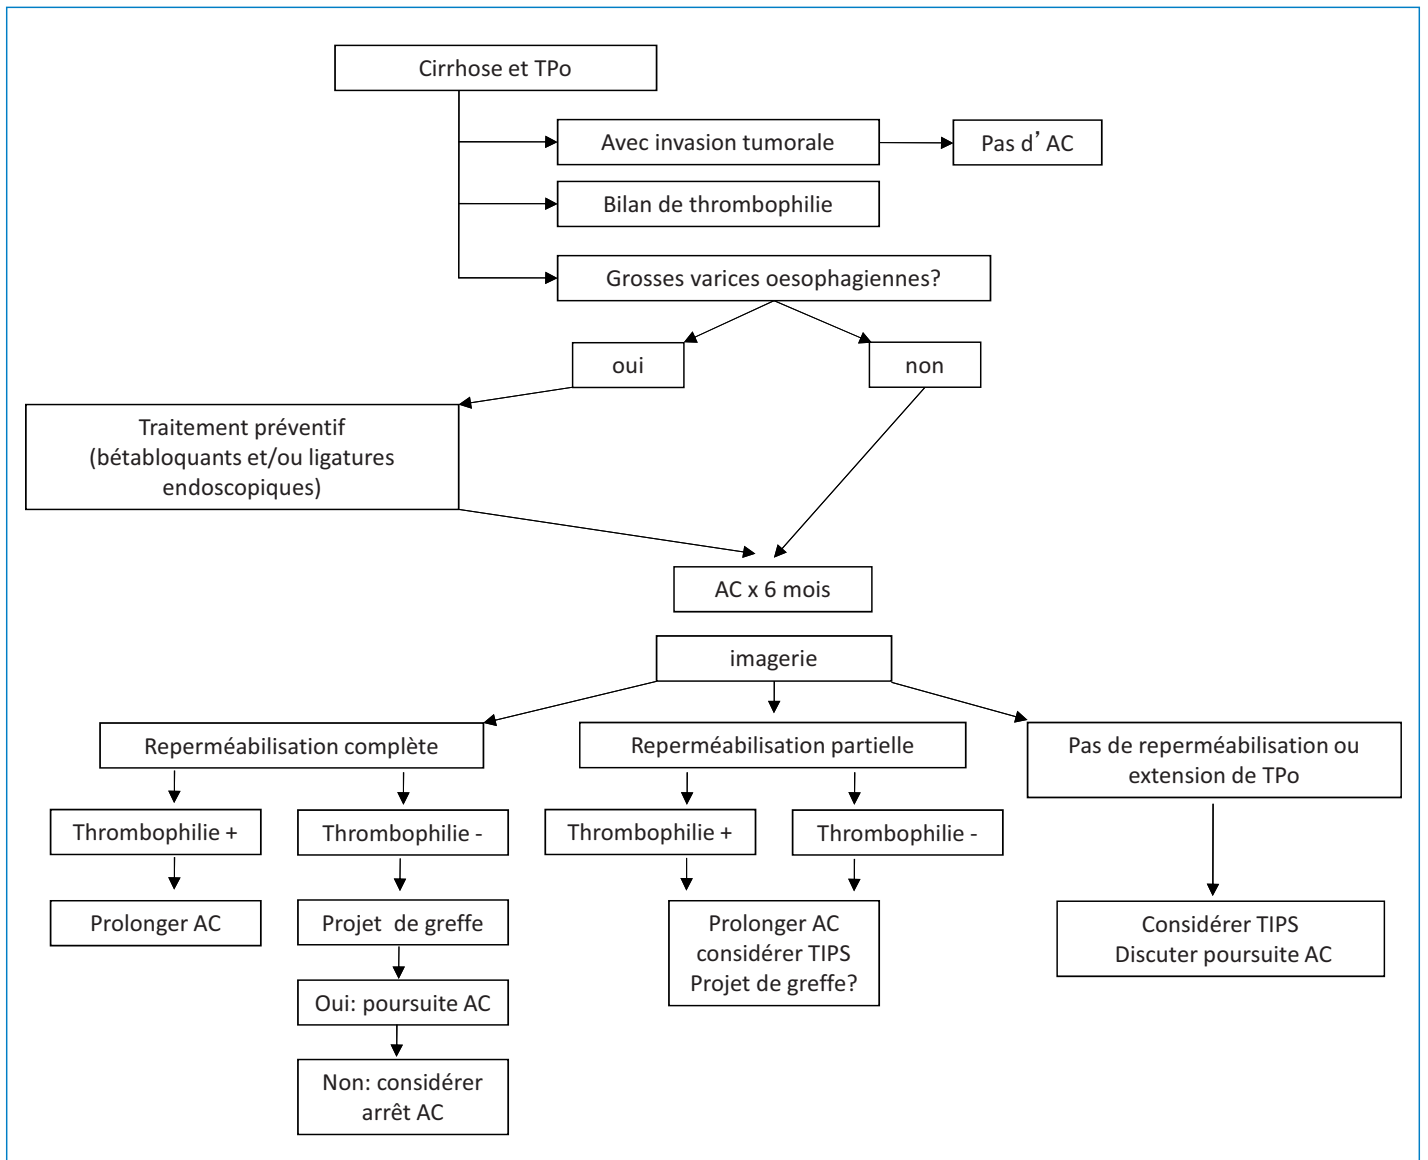 Cirrhose et TPo
Avec invasion tumorale
Pas d’ AC
Bilan de thrombophilie
Grosses varices oesophagiennes?
oui
non
Traitement préventif
(bétabloquants et/ou ligatures
endoscopiques)
AC x 6 mois
imagerie
Reperméabilisation complète
Reperméabilisation partielle
Pas de reperméabilisation ou
extension de TPo
Thrombophilie +
Thrombophilie -
Thrombophilie +
Thrombophilie -
Prolonger AC
Projet de greffe
Prolonger AC
considérer TIPS
Projet de greffe?
Considérer TIPS
Discuter poursuite AC
Oui: poursuite AC
Non: considérer
arrêt AC